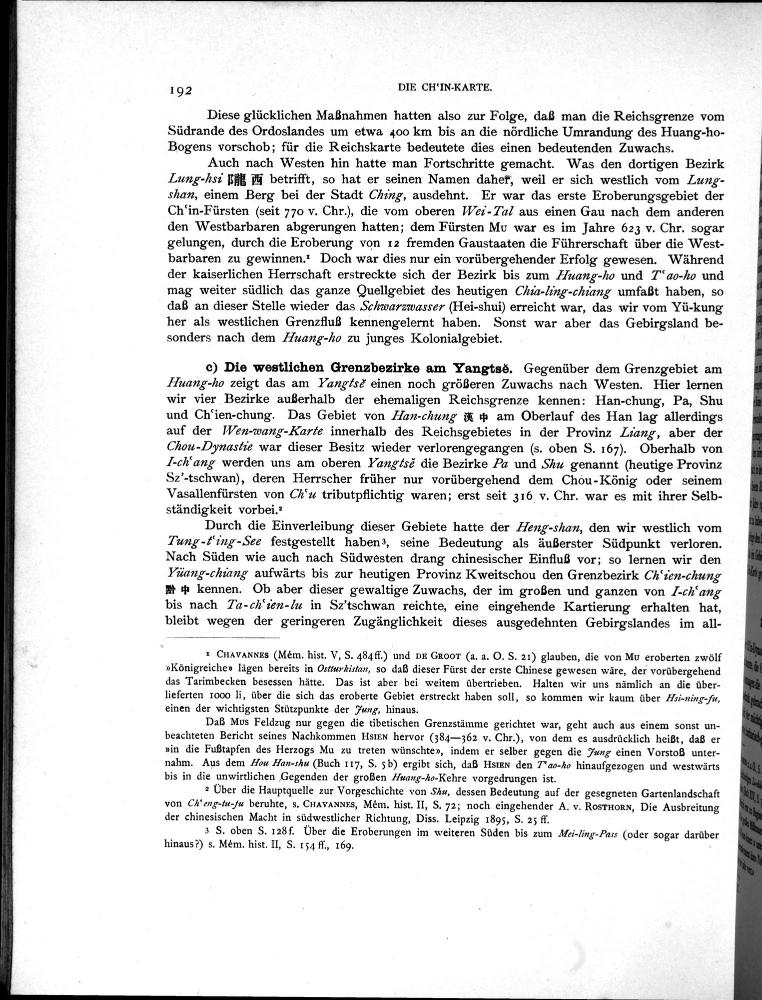 192
DIE CH'IN-KARTE.
Diese glücklichen Maßnahmen hatten also zur Folge, daß man die Reichsgrenze vom
Südrande des Ordoslandes um etwa 400 km bis an die nördliche Umrandung des Huang-ho-
Bogens vorschob; für die Reichskarte bedeutete dies einen bedeutenden Zuwachs.
Auch nach Westen hin hatte man Fortschritte gemacht. Was den dortigen Bezirk
Lung-hsi 隴 西 betrifft, so hat er seinen Namen daher, weil er sich westlich vom Lung-
shan, einem Berg bei der Stadt Ching, ausdehnt. Er war das erste Eroberungsgebiet der
Ch'in-Fürsten (seit 770 v. Chr.), die vom oberen Wei-Tal aus einen Gau nach dem anderen
den Westbarbaren abgerungen hatten; dem Fürsten Mu war es im Jahre 623 v. Chr. sogar
gelungen, durch die Eroberung von 12 fremden Gaustaaten die Führerschaft über die West-
barbaren zu gewinnen.¹ Doch war dies nur ein vorübergehender Erfolg gewesen. Während
der kaiserlichen Herrschaft erstreckte sich der Bezirk bis zum Huang-ho und T'ao-ho und
mag weiter südlich das ganze Quellgebiet des heutigen Chia-ling-chiang umfaßt haben, so
daß an dieser Stelle wieder das Schwarzwasser (Hei-shui) erreicht war, das wir vom Yü-kung
her als westlichen Grenzfluß kennengelernt haben. Sonst war aber das Gebirgsland be-
sonders nach dem Huang-ho zu junges Kolonialgebiet.
c) Die westlichen Grenzbezirke am Yangtsĕ. Gegenüber dem Grenzgebiet am
Huang-ho zeigt das am Yangtsĕ einen noch größeren Zuwachs nach Westen. Hier lernen
wir vier Bezirke außerhalb der ehemaligen Reichsgrenze kennen: Han-chung, Pa, Shu
und Ch'ien-chung. Das Gebiet von Han-chung 漢 中 am Oberlauf des Han lag allerdings
auf der Wen-wang-Karte innerhalb des Reichsgebietes in der Provinz Liang, aber der
Chou-Dynastie war dieser Besitz wieder verlorengegangen (s. oben S. 167). Oberhalb von
I-ch'ang werden uns am oberen Yangtsĕ die Bezirke Pa und Shu genannt (heutige Provinz
Sz'-tschwan), deren Herrscher früher nur vorübergehend dem Chou-König oder seinem
Vasallenfürsten von Ch'u tributpflichtig waren; erst seit 316 v. Chr. war es mit ihrer Selb-
ständigkeit vorbei.²
Durch die Einverleibung dieser Gebiete hatte der Heng-shan, den wir westlich vom
Tung-t'ing-See festgestellt haben³, seine Bedeutung als äußerster Südpunkt verloren.
Nach Süden wie auch nach Südwesten drang chinesischer Einfluß vor; so lernen wir den
Yüang-chiang aufwärts bis zur heutigen Provinz Kweitschou den Grenzbezirk Ch'ien-chung
黔 中 kennen. Ob aber dieser gewaltige Zuwachs, der im großen und ganzen von I-ch'ang
bis nach Ta-ch'ien-lu in Sz'tschwan reichte, eine eingehende Kartierung erhalten hat,
bleibt wegen der geringeren Zugänglichkeit dieses ausgedehnten Gebirgslandes im all-
¹ Chavannes (Mém. hist. V, S. 484ff.) und de Groot (a. a. O. S. 21) glauben, die von Mu eroberten zwölf
»Königreiche« lägen bereits in Ostturkistan, so daß dieser Fürst der erste Chinese gewesen wäre, der vorübergehend
das Tarimbecken besessen hätte. Das ist aber bei weitem übertrieben. Halten wir uns nämlich an die über-
lieferten 1000 li, über die sich das eroberte Gebiet erstreckt haben soll, so kommen wir kaum über Hsi-ning-fu,
einen der wichtigsten Stützpunkte der Jung, hinaus.
Daß Mus Feldzug nur gegen die tibetischen Grenzstämme gerichtet war, geht auch aus einem sonst un-
beachteten Bericht seines Nachkommen Hsien hervor (384—362 v. Chr.), von dem es ausdrücklich heißt, daß er
»in die Fußtapfen des Herzogs Mu zu treten wünschte«, indem er selber gegen die Jung einen Vorstoß unter-
nahm. Aus dem Hou Han-shu (Buch 117, S. 5b) ergibt sich, daß Hsien den T'ao-ho hinaufgezogen und westwärts
bis in die unwirtlichen Gegenden der großen Huang-ho-Kehre vorgedrungen ist.
² Über die Hauptquelle zur Vorgeschichte von Shu, dessen Bedeutung auf der gesegneten Gartenlandschaft
von Ch'eng-tu-fu beruhte, s. Chavannes, Mém. hist. II, S. 72; noch eingehender A. v. Rosthorn, Die Ausbreitung
der chinesischen Macht in südwestlicher Richtung, Diss. Leipzig 1895, S. 25 ff.
³ S. oben S. 128f. Über die Eroberungen im weiteren Süden bis zum Mei-ling-Pass (oder sogar darüber
hinaus?) s. Mém. hist. II, S. 154 ff., 169.